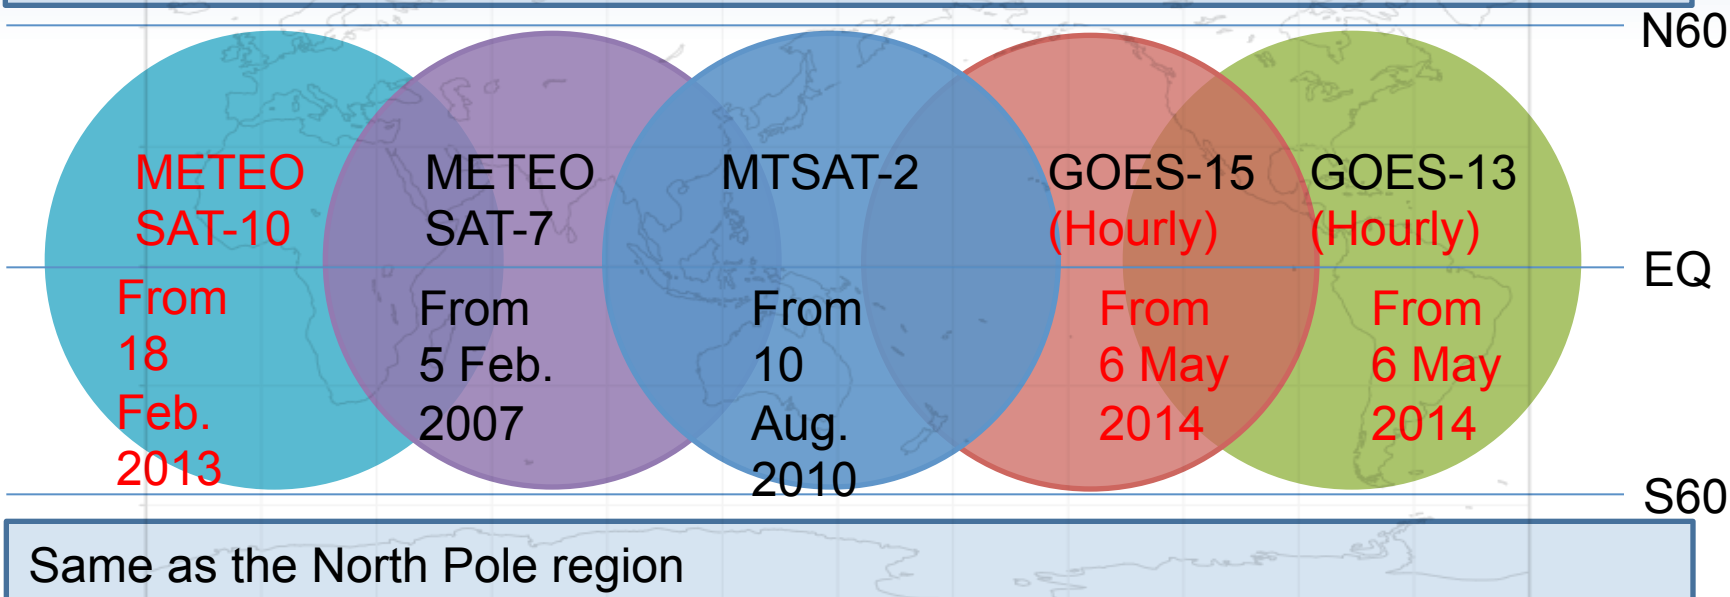 N60
METEO
SAT-10
From
18
Feb.
2013
METEO
SAT-7
From
5 Feb.
2007
MTSAT-2
From
10
Aug.
2010
GOES-15
(Hourly)
From
6 May
2014
GOES-13
(Hourly)
From
6 May
2014
EQ
S60
Same as the North Pole region